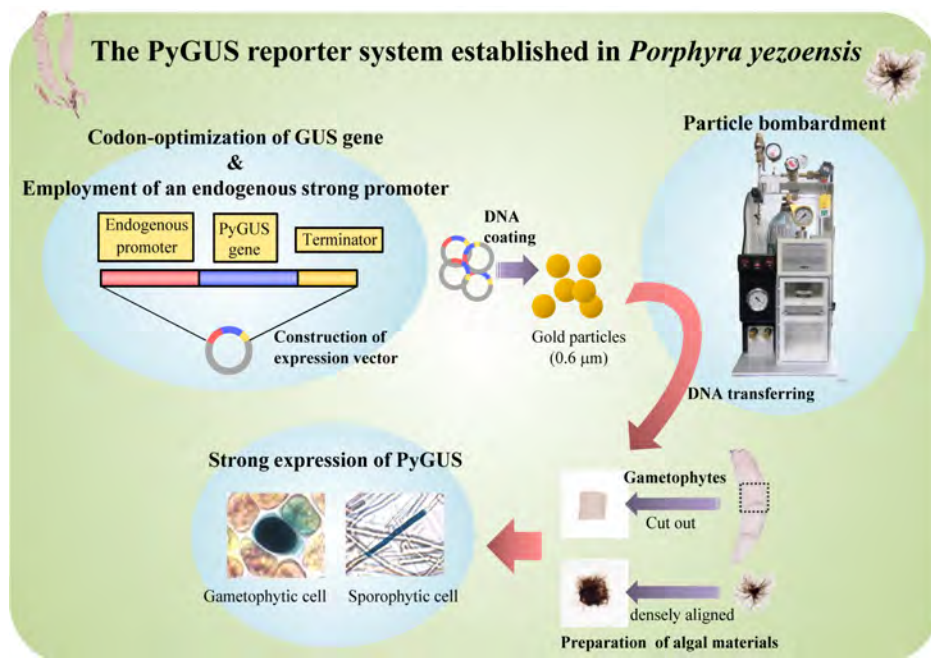 The PyGUS reporter system established in Porphyra yezoensis
Codon-optimization of GUS gene
&
Employment of an endogenous strong promoter
Endogenous
promoter
PyGUS
gene
Terminator
Construction of
expression vector
DNA
coating
Gold particles
(0.6 μm)
Particle bombardment
DNA transferring
Gametophytes
Cut out
densely aligned
Preparation of algal materials
Strong expression of PyGUS
Gametophytic cell
Sporophytic cell